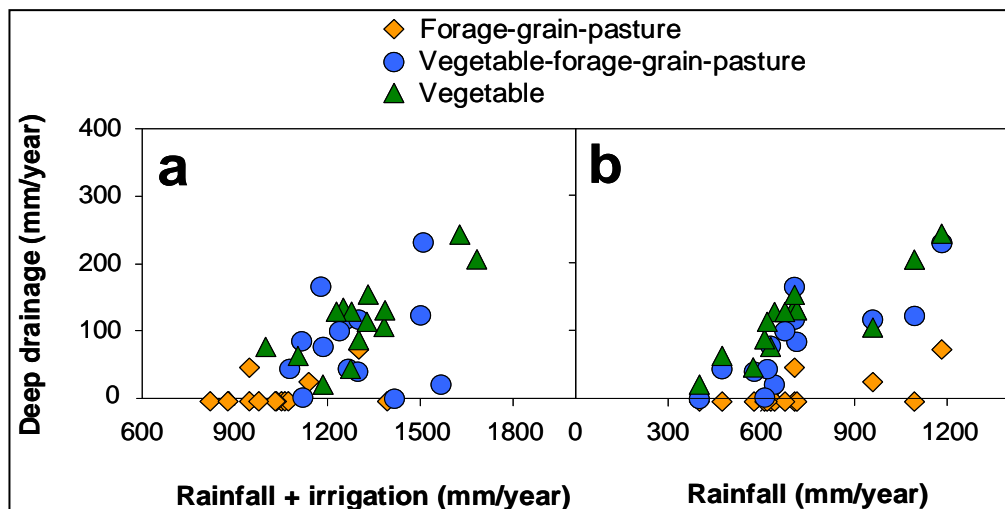 Forage-grain-pasture
Vegetable-forage-grain-pasture
Vegetable
Deep drainage (mm/year)
400
300
200
100
0
a
b
600 900 1200 1500 1800
0 300 600 900 1200
Rainfall + irrigation (mm/year)
Rainfall (mm/year)